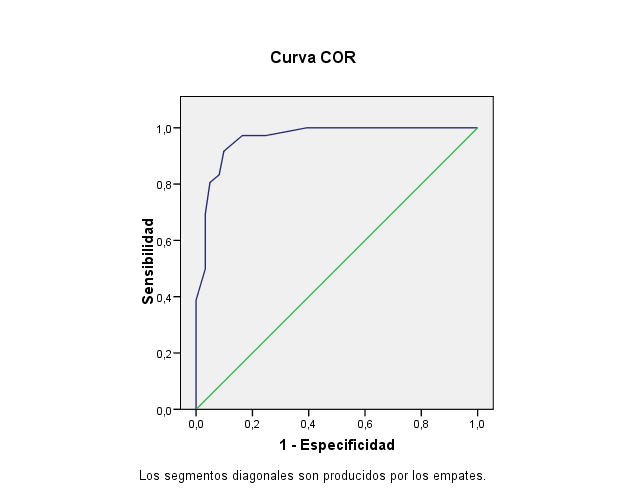 Curva COR
Sensibilidad
1,0
0,8
0,6
0,4
0,2
0,0
0,0 0,2 0,4 0,6 0,8 1,0
1 - Especificidad
Los segmentos diagonales son producidos por los empates.